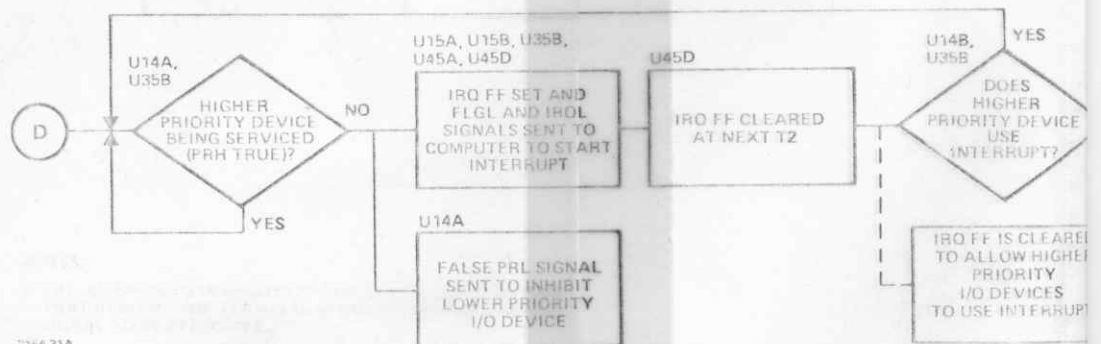 YES
U14A,
U35B
U15A, U15B, U35B,
U45A, U45D
U45D
U14B,
U35B
D
HIGHER
PRIORITY DEVICE
BEING SERVICED
(PRH TRUE)?
NO
YES
IRQ FF SET AND
FLGL AND IRQL
SIGNALS SENT TO
COMPUTER TO START
INTERRUPT
IRQ FF CLEARED
AT NEXT T2
DOES
HIGHER
PRIORITY DEVICE
USE
INTERRUPT?
U14A
FALSE PRL SIGNAL
SENT TO INHIBIT
LOWER PRIORITY
I/O DEVICE
IRQ FF IS CLEARED
TO ALLOW HIGHER
PRIORITY
I/O DEVICES
TO USE INTERRUPT